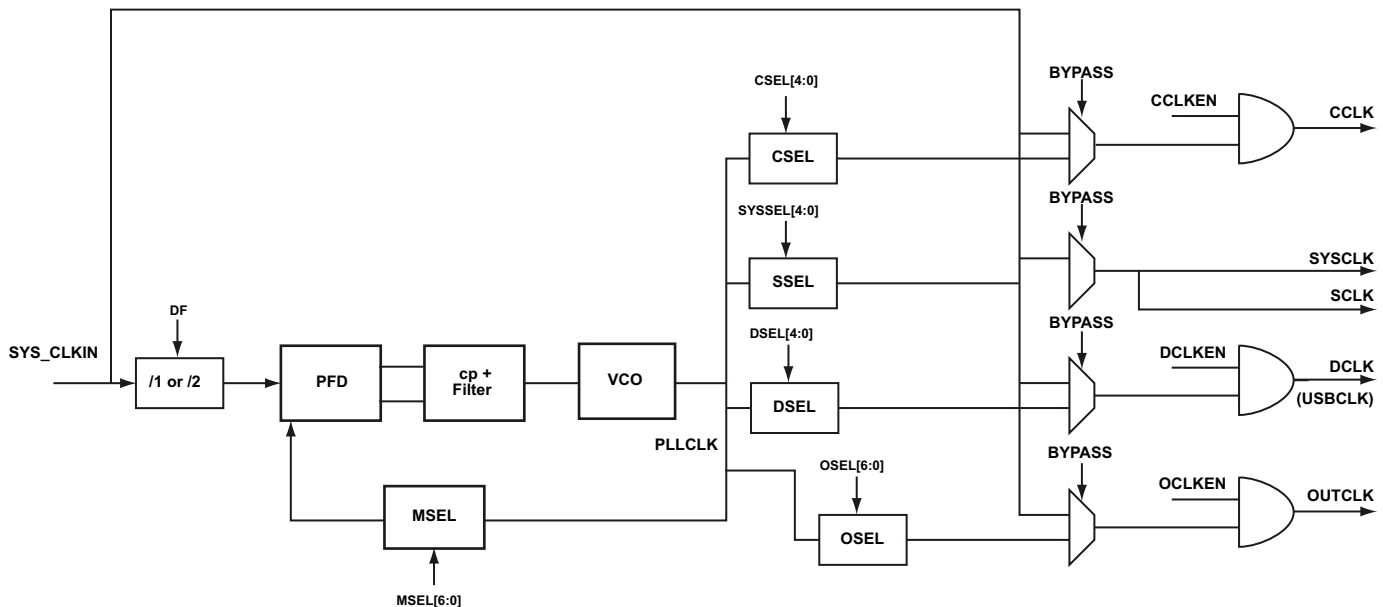 BYPASS
CSEL[4:0]
CCLKEN
CCLK
CSEL
BYPASS
SYSSEL[4:0]
SYSCLK
SSEL
SCLK
DF
BYPASS
DSEL[4:0]
SYS_CLKIN
DCLKEN
DCLK
/1 or /2
PFD
cp +
Filter
VCO
(USBCLK)
DSEL
PLLCLK
BYPASS
OSEL[6:0]
OCLKEN
OUTCLK
MSEL
OSEL
MSEL[6:0]